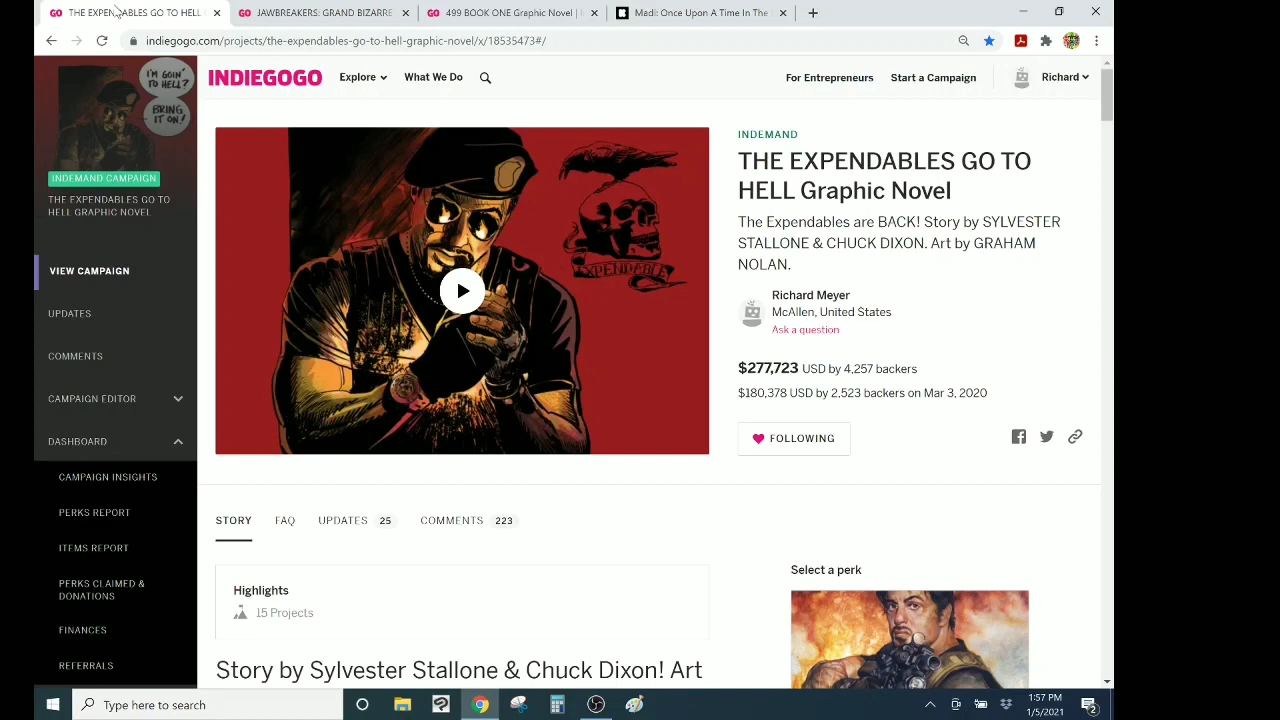 THE EXPENDABLES GO TO HELL
JAWBREAKERS: GRAND BIZARRE
499 BOOK ONE Graphic Novel | I
Madi: Once Upon A Time In The
indiegogo.com/projects/the-expendables-go-to-hell-graphic-novel/x/18535473#/
I'M GOIN'
TO HELL?
BRING
IT ON!
INDEMAND CAMPAIGN
THE EXPENDABLES GO TO
HELL GRAPHIC NOVEL
VIEW CAMPAIGN
UPDATES
COMMENTS
CAMPAIGN EDITOR
DASHBOARD
CAMPAIGN INSIGHTS
PERKS REPORT
ITEMS REPORT
PERKS CLAIMED &
DONATIONS
FINANCES
REFERRALS
INDIEGOGO
Explore
What We Do
For Entrepreneurs
Start a Campaign
Richard
EXPENDABLE
INDEMAND
THE EXPENDABLES GO TO
HELL Graphic Novel
The Expendables are BACK! Story by SYLVESTER
STALLONE & CHUCK DIXON. Art by GRAHAM
NOLAN.
Richard Meyer
McAllen, United States
Ask a question
$277,723 USD by 4,257 backers
$180,378 USD by 2,523 backers on Mar 3, 2020
FOLLOWING
STORY
FAQ
UPDATES 25
COMMENTS 223
Highlights
15 Projects
Story by Sylvester Stallone & Chuck Dixon! Art
Select a perk
Type here to search
1:57 PM
1/5/2021
2